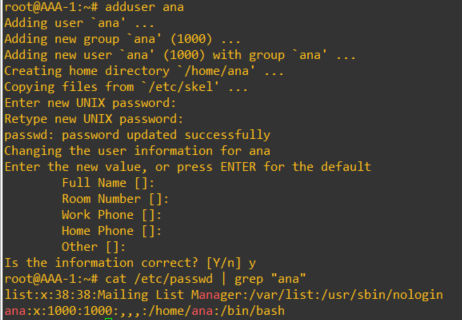 root@AAA-1:~# adduser ana
Adding user `ana' ...
Adding new group `ana' (1000) ...
Adding new user `ana' (1000) with group `ana' ...
Creating home directory `/home/ana' ...
Copying files from `/etc/skel' ...
Enter new UNIX password:
Retype new UNIX password:
passwd: password updated successfully
Changing the user information for ana
Enter the new value, or press ENTER for the default
        Full Name []:
        Room Number []:
        Work Phone []:
        Home Phone []:
        Other []:
Is the information correct? [Y/n] y
root@AAA-1:~# cat /etc/passwd | grep "ana"
list:x:38:38:Mailing List Manager:/var/list:/usr/sbin/nologin
ana:x:1000:1000:,,,:/home/ana:/bin/bash